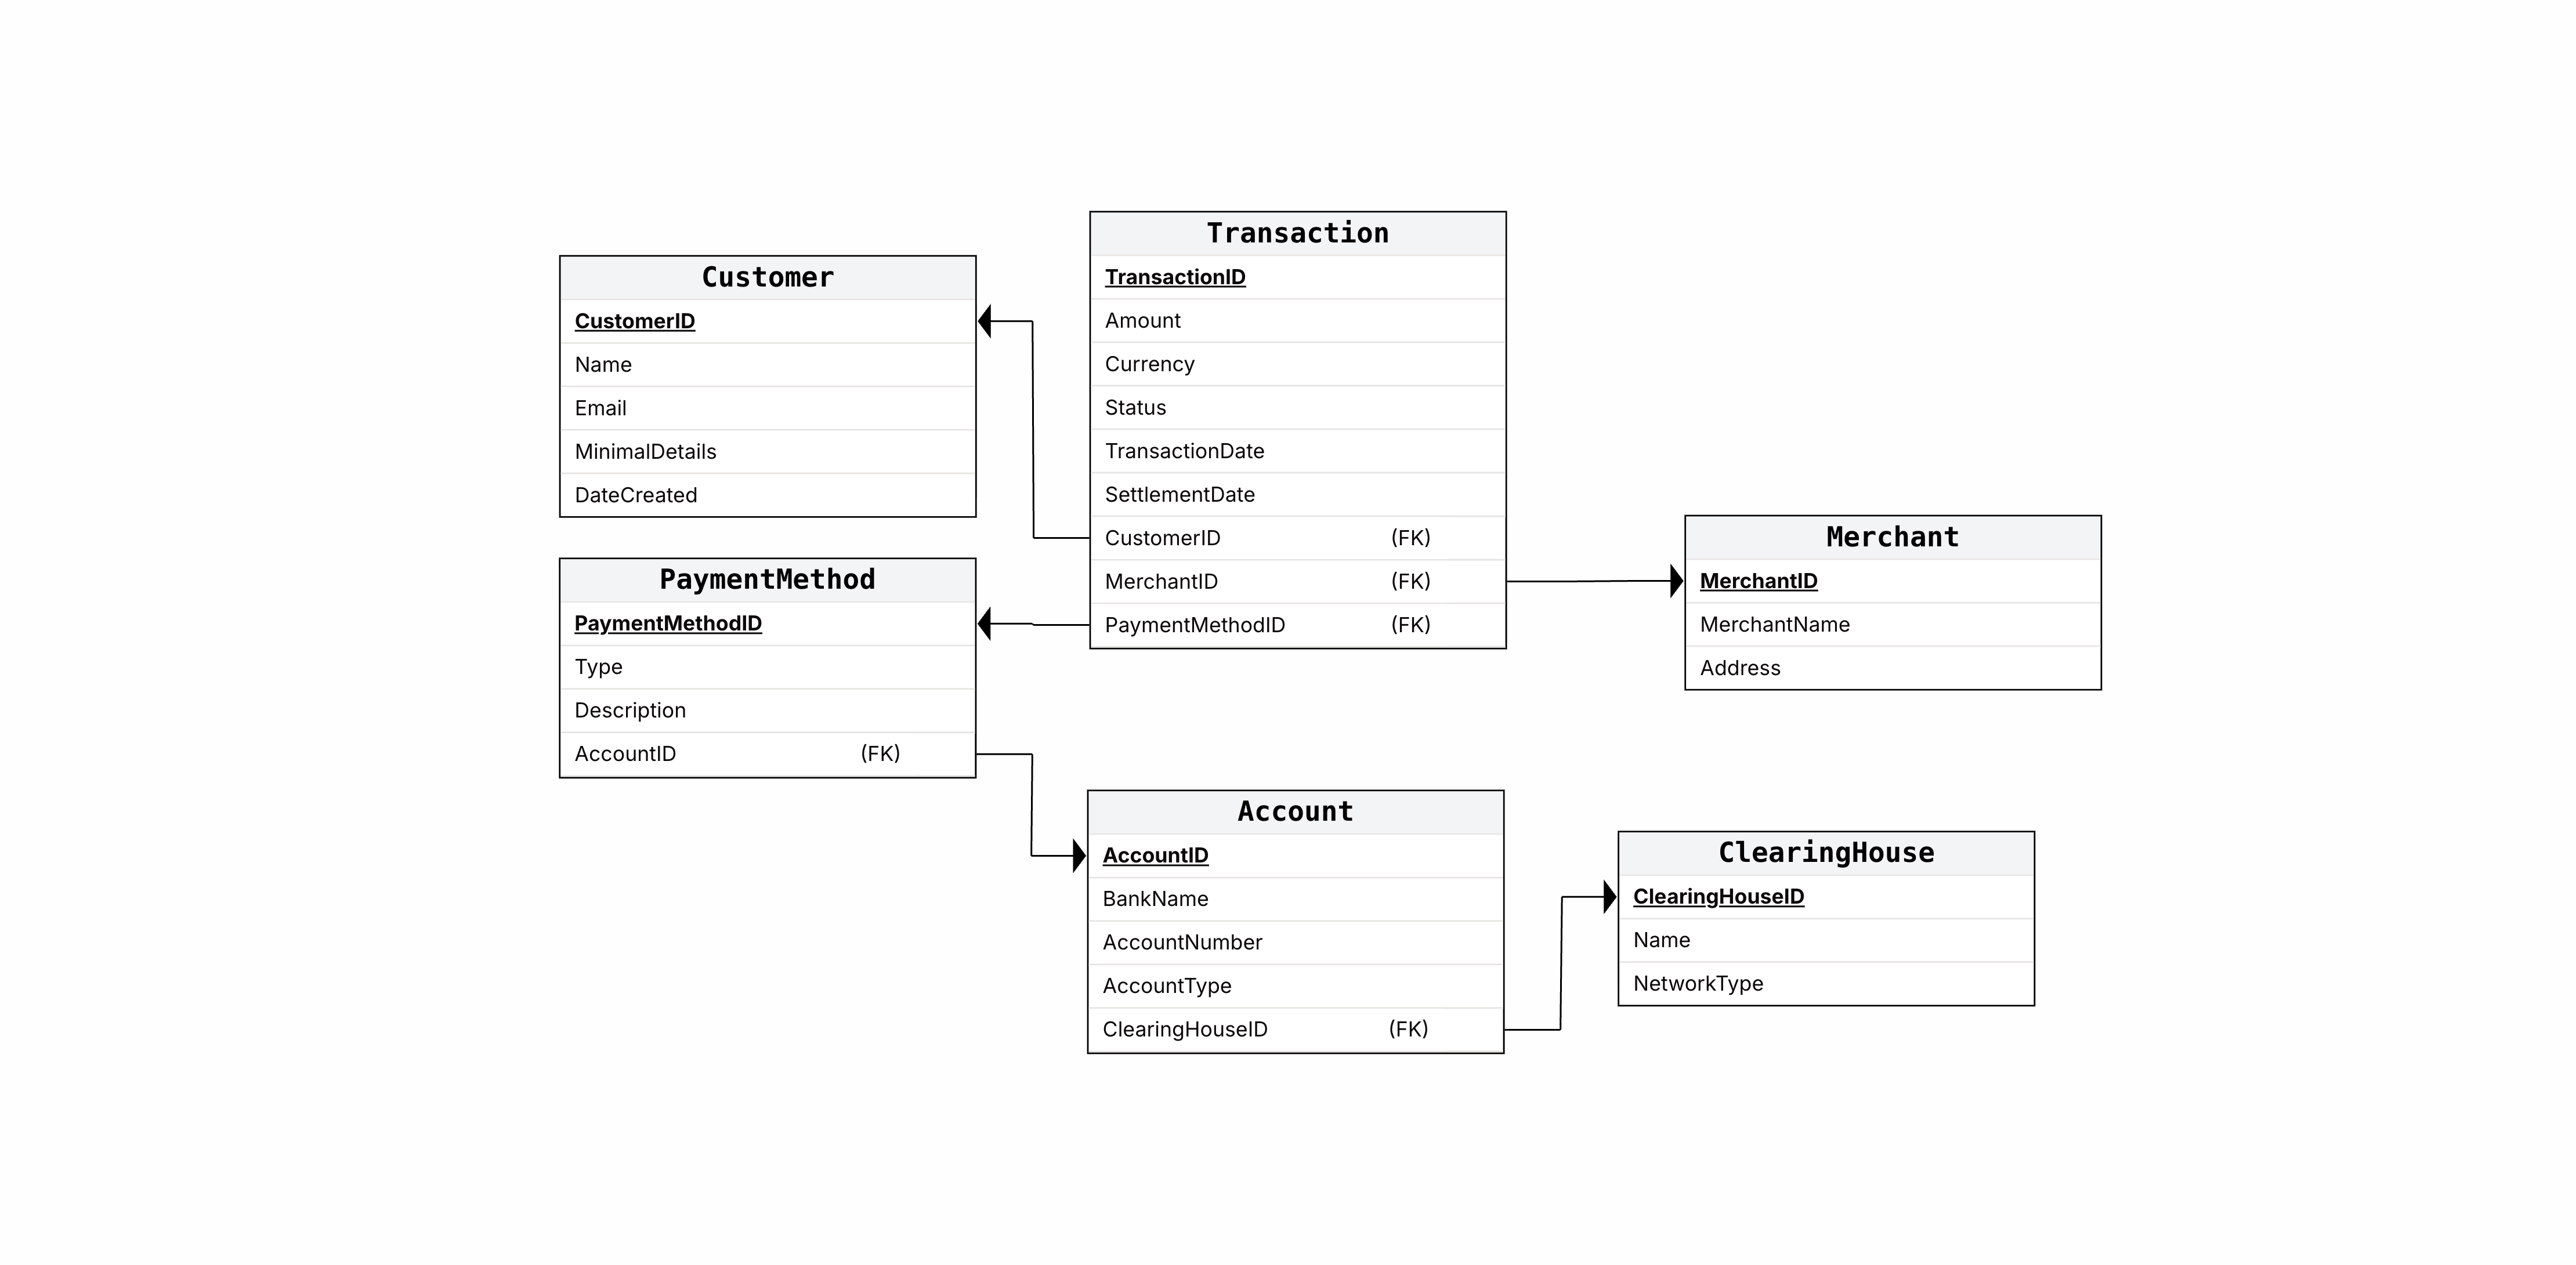 Customer
CustomerID
Name
Email
MinimalDetails
DateCreated
Transaction
TransactionID
Amount
Currency
Status
TransactionDate
SettlementDate
CustomerID (FK)
MerchantID (FK)
PaymentMethodID (FK)
Merchant
MerchantID
MerchantName
Address
PaymentMethod
PaymentMethodID
Type
Description
AccountID (FK)
Account
AccountID
BankName
AccountNumber
AccountType
ClearingHouseID (FK)
ClearingHouse
ClearingHouseID
Name
NetworkType